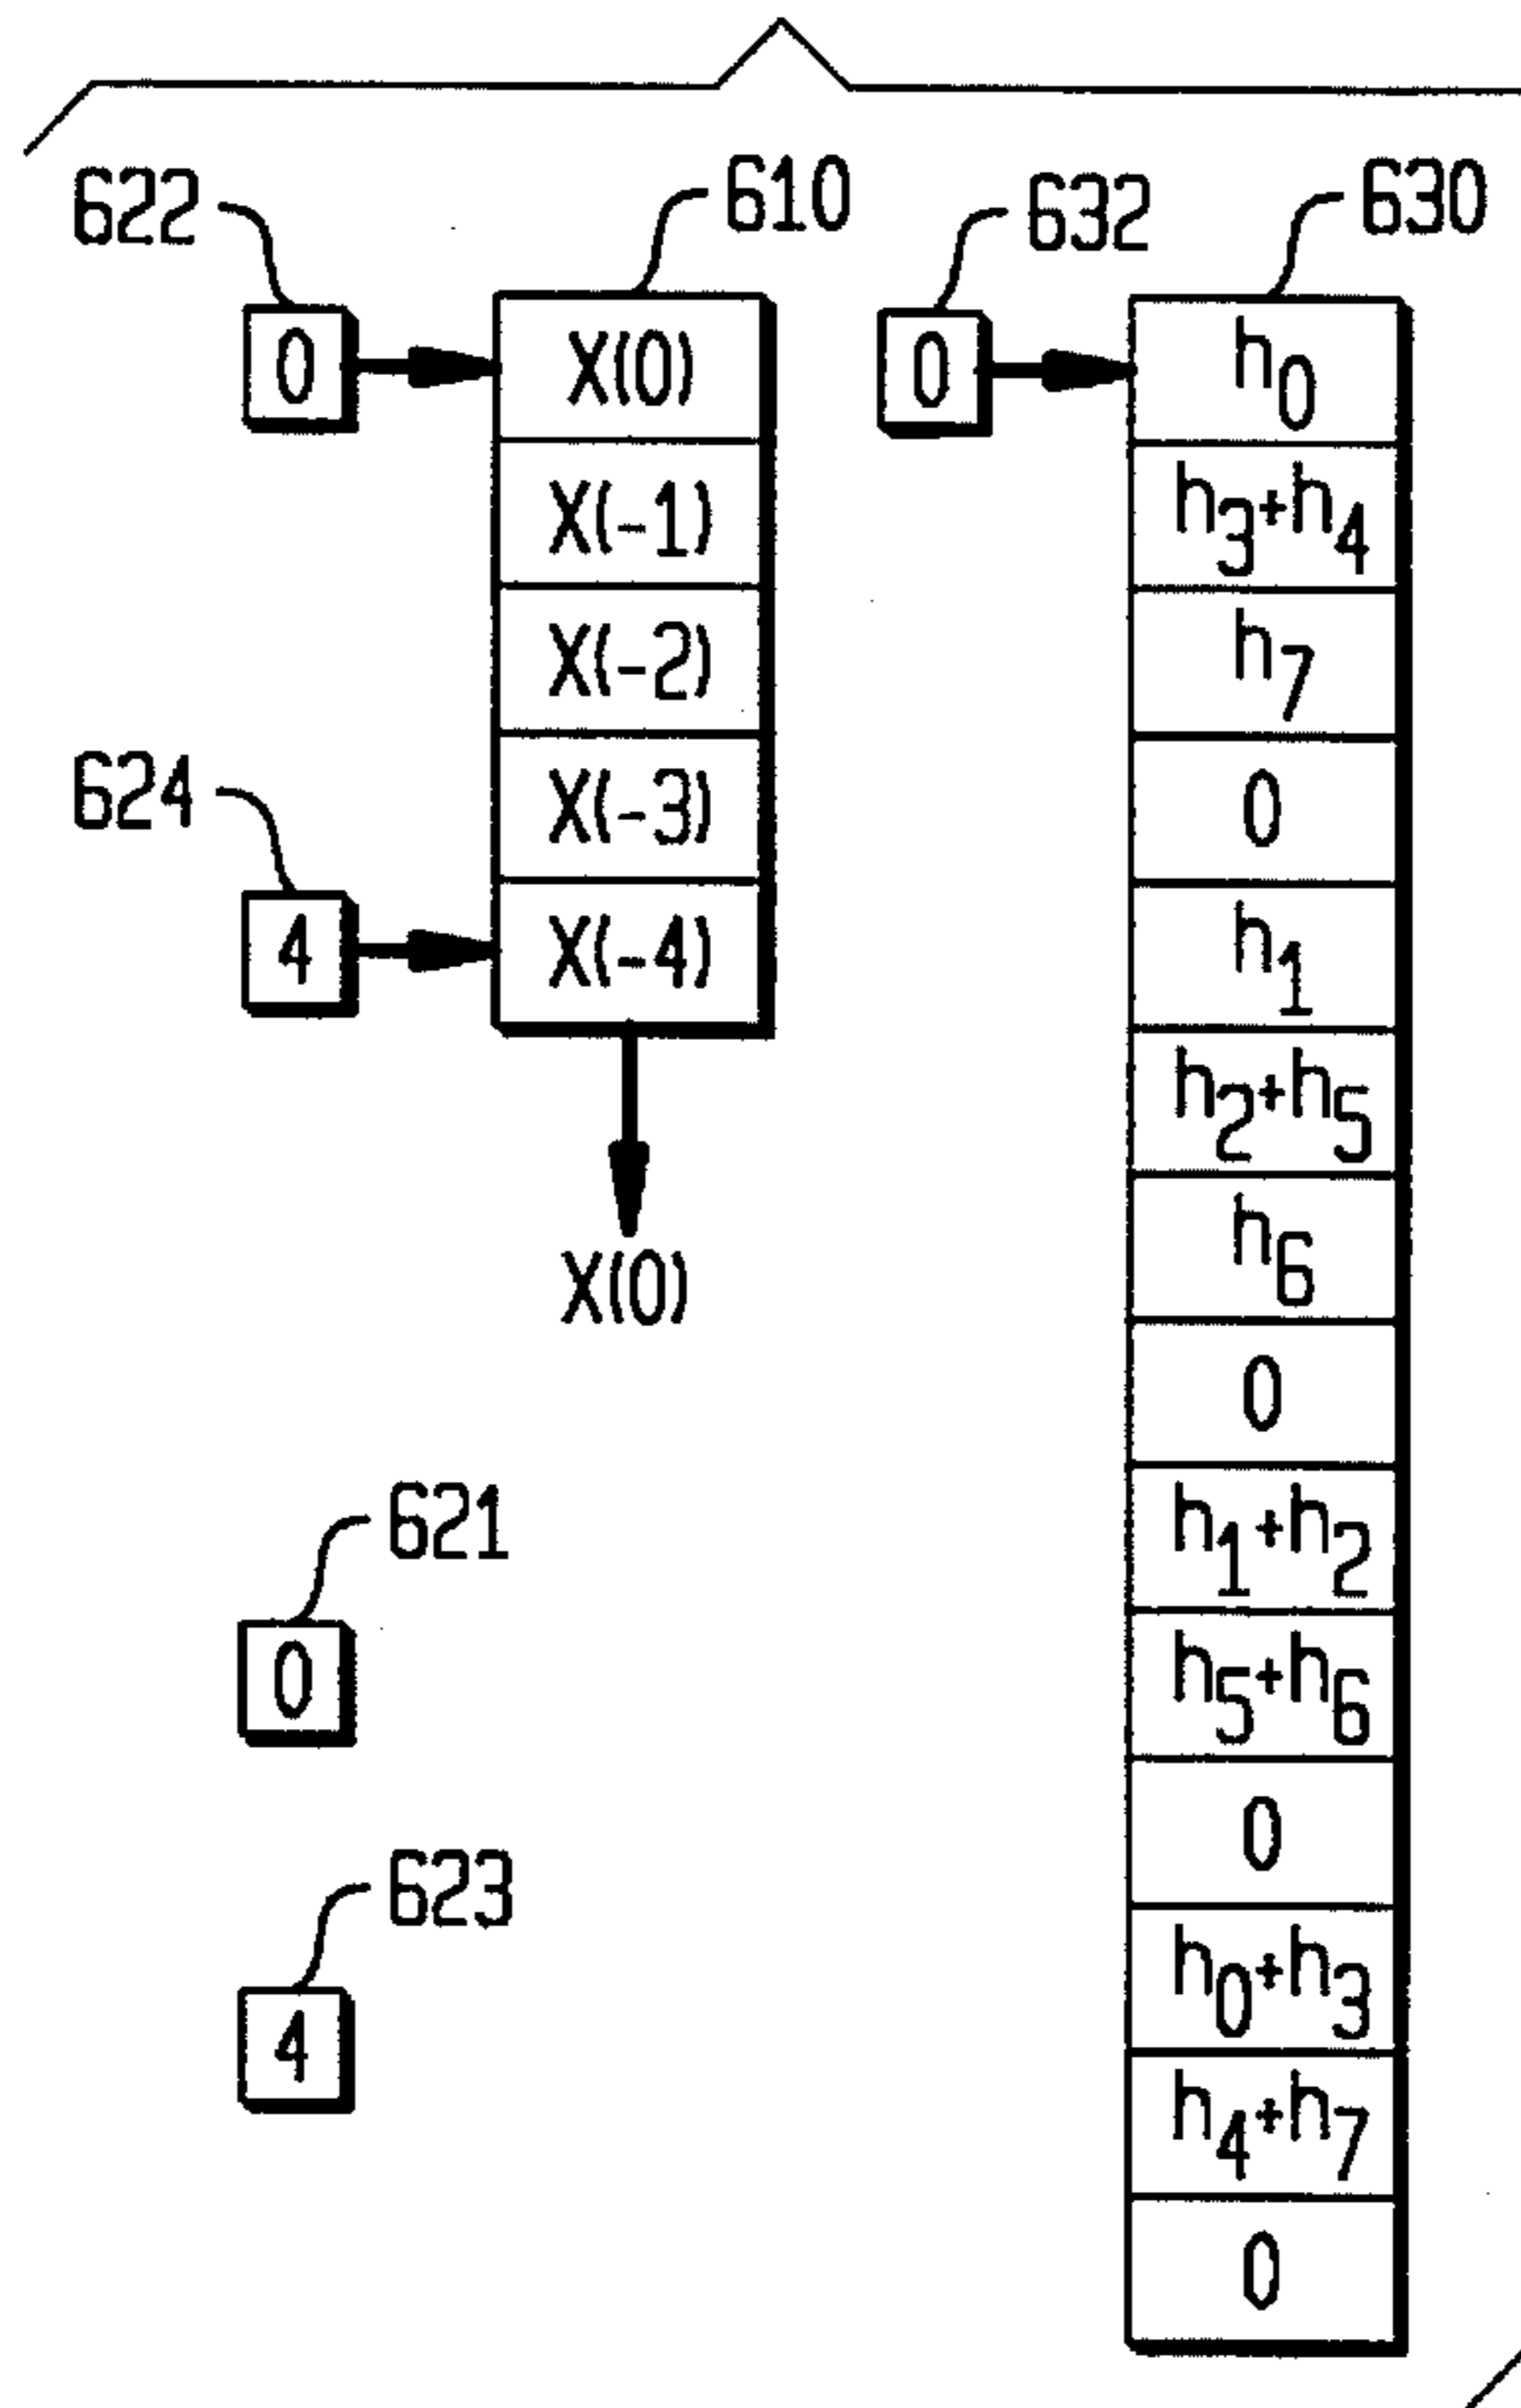 622
610
632
630
0
X(0)
X(-1)
X(-2)
X(-3)
X(-4)
624
4
X(0)
621
0
623
4
0
h0
h3+h4
h7
0
h1
h2+h5
h6
0
h1+h2
h5+h6
0
h0+h3
h4+h7
0